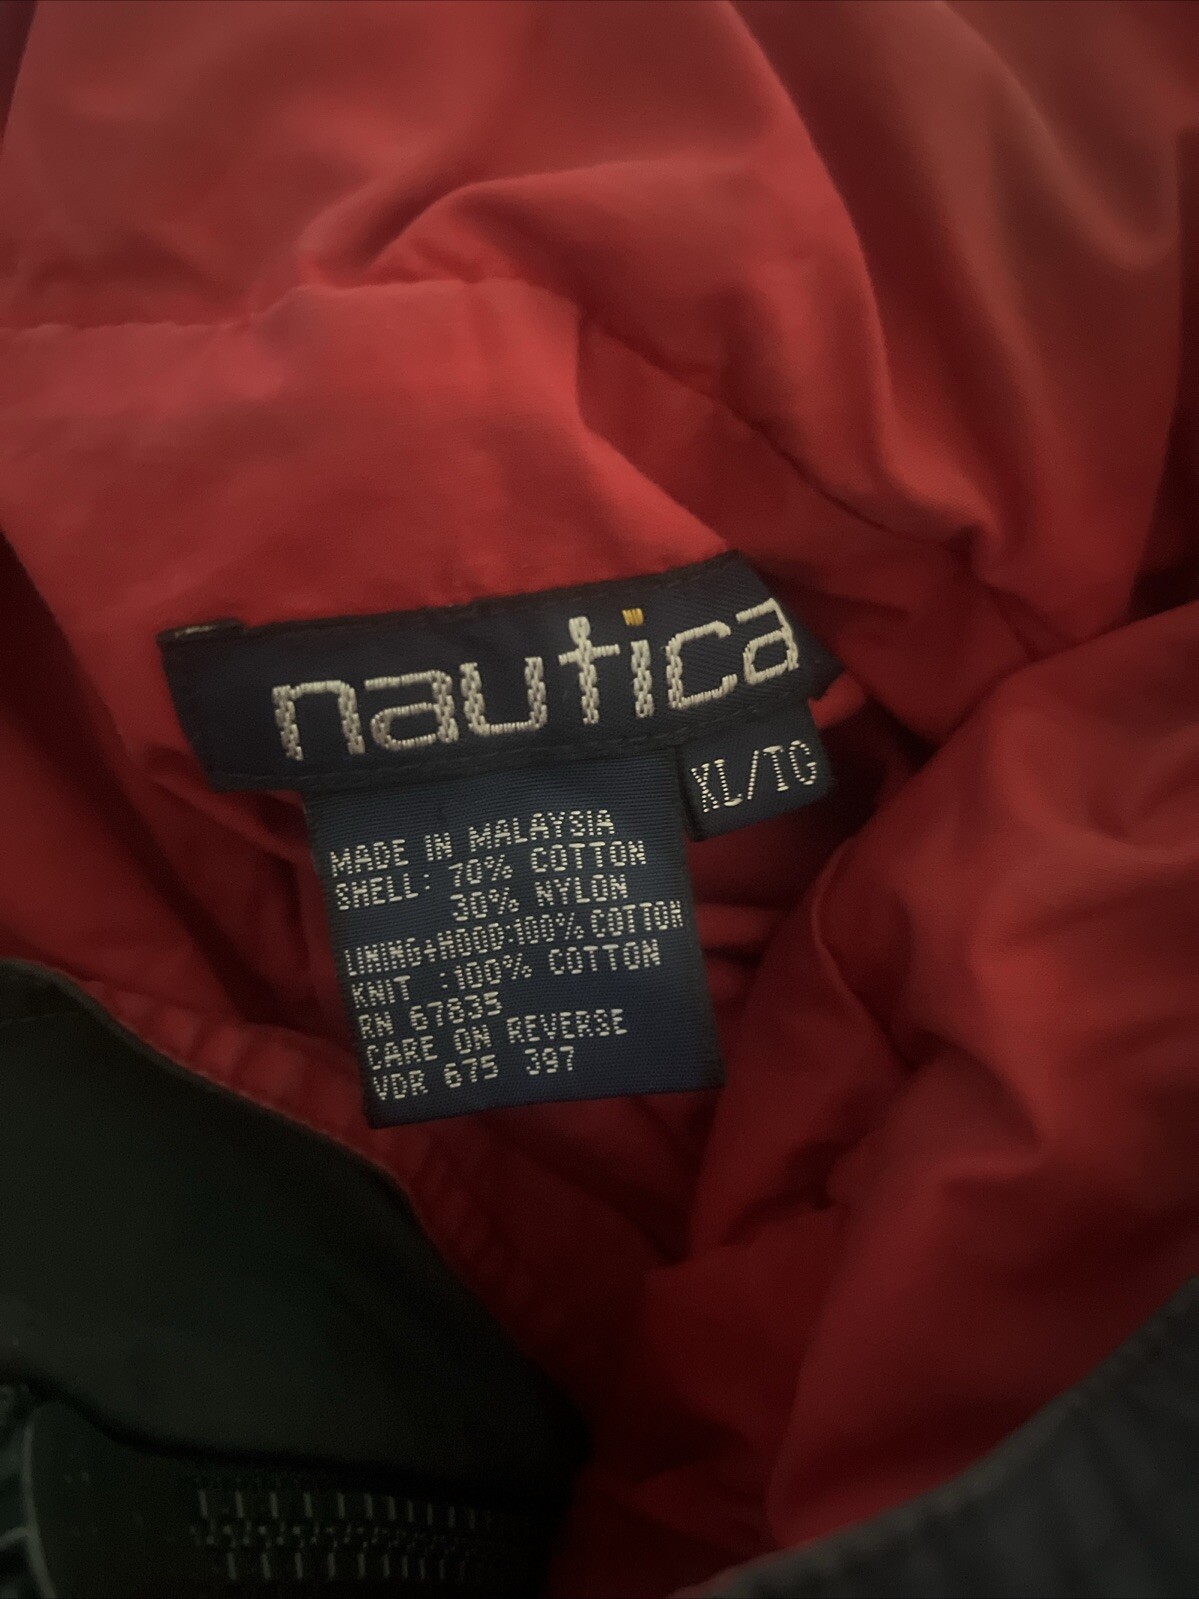 nautica
XL/TG
MADE IN MALAYSIA
SHELL: 70% COTTON
30% NYLON
LINING+HOOD:100% COTTON
KNIT :100% COTTON
RN 67835
CARE ON REVERSE
VDR 675 397